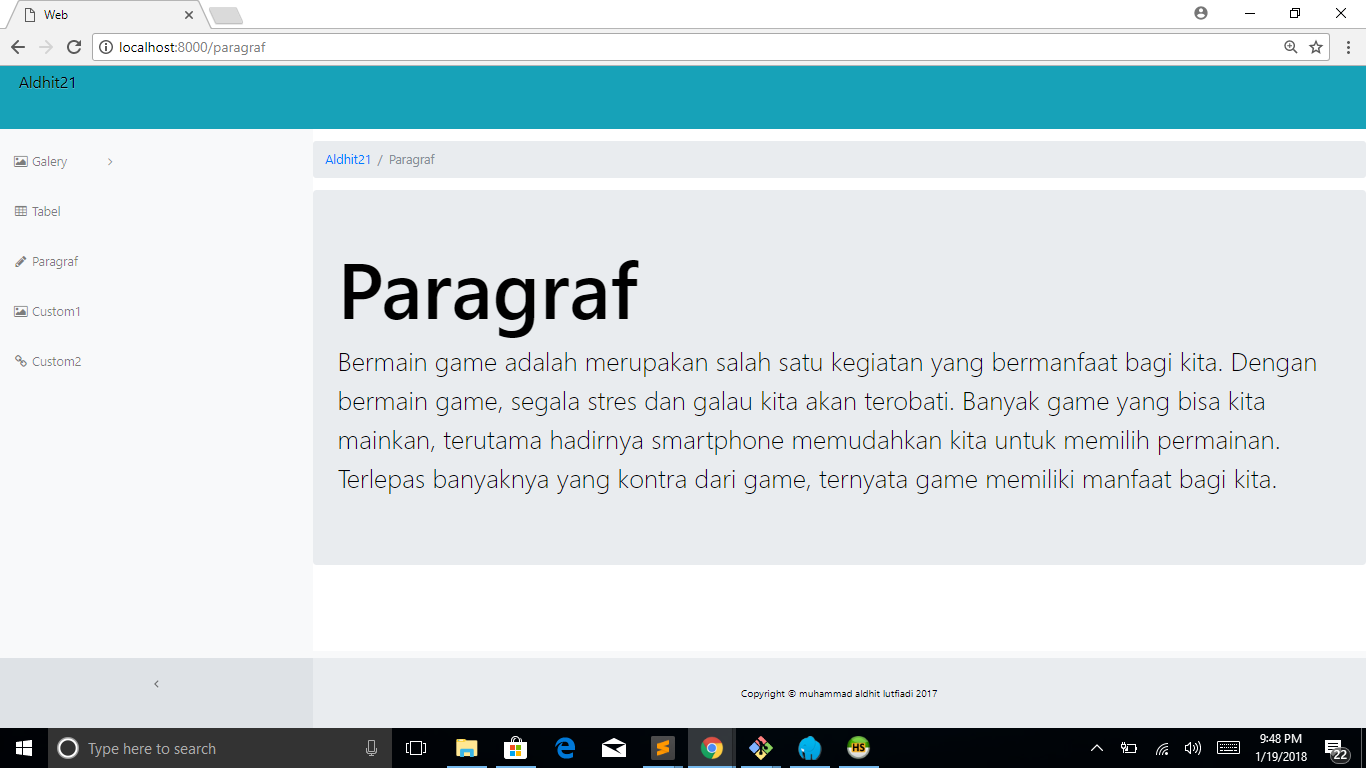 Web
localhost:8000/paragraf
Aldhit21
Galery
Tabel
Paragraf
Custom1
Custom2
Aldhit21 / Paragraf
Paragraf
Bermain game adalah merupakan salah satu kegiatan yang bermanfaat bagi kita. Dengan
bermain game, segala stres dan galau kita akan terobati. Banyak game yang bisa kita
mainkan, terutama hadirnya smartphone memudahkan kita untuk memilih permainan.
Terlepas banyaknya yang kontra dari game, ternyata game memiliki manfaat bagi kita.
Copyright © muhammad aldhit lutfiadi 2017
Type here to search
HS
9:48 PM
1/19/2018
22